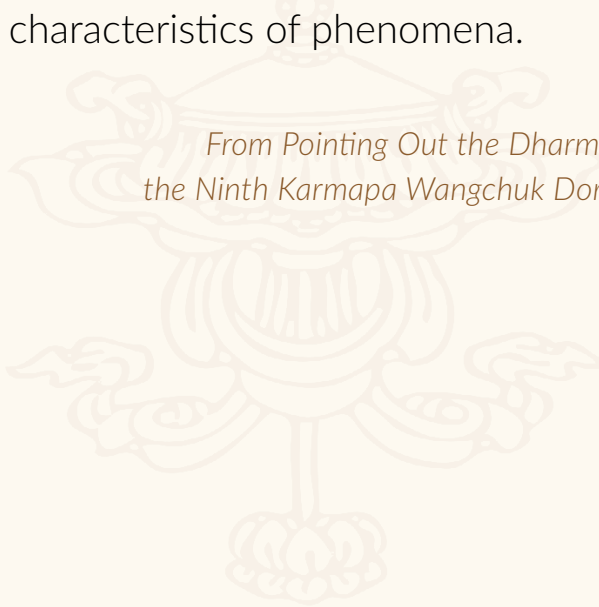 characteristics of phenomena.
From Pointing Out the Dharm
the Ninth Karmapa Wangchuk Dor